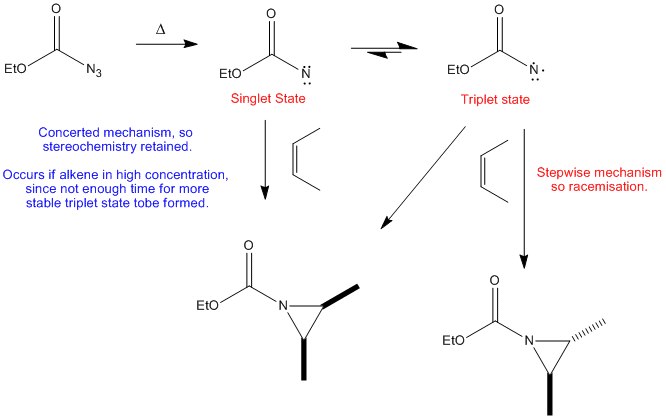 O
O
O
Δ
EtO
N3
EtO
N
EtO
N
Singlet State
Triplet state
Concerted mechanism, so
stereochemistry retained.
Occurs if alkene in high concentration,
since not enough time for more
stable triplet state tobe formed.
Stepwise mechanism
so racemisation.
O
EtO
N
O
EtO
N